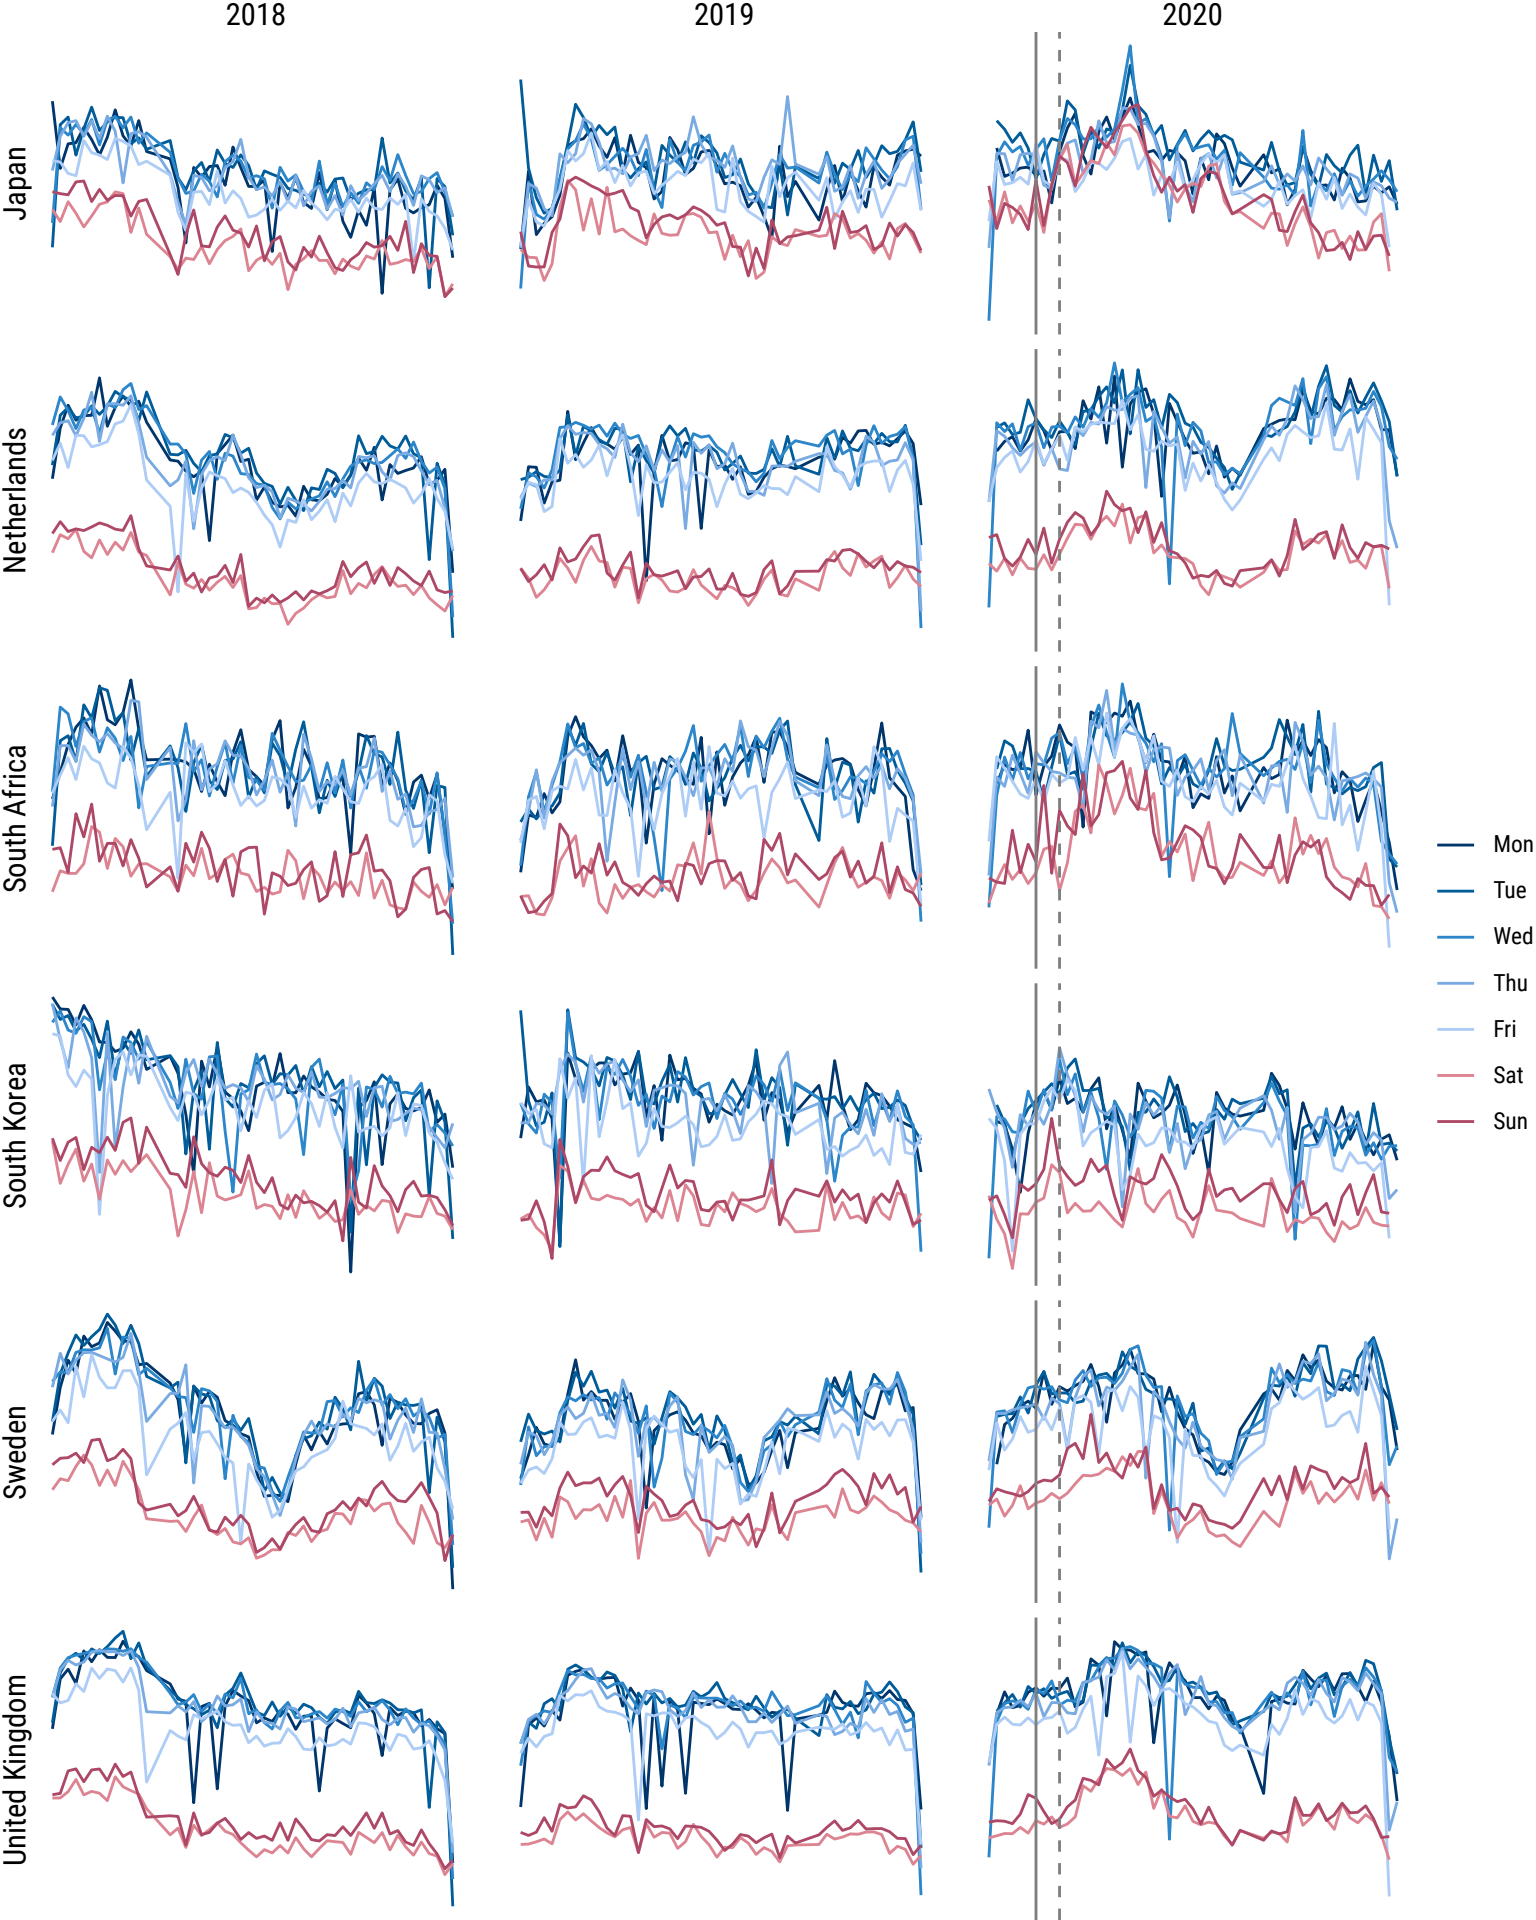 2018
2019
2020
Japan
Netherlands
South Africa
South Korea
Sweden
United Kingdom
Mon
Tue
Wed
Thu
Fri
Sat
Sun